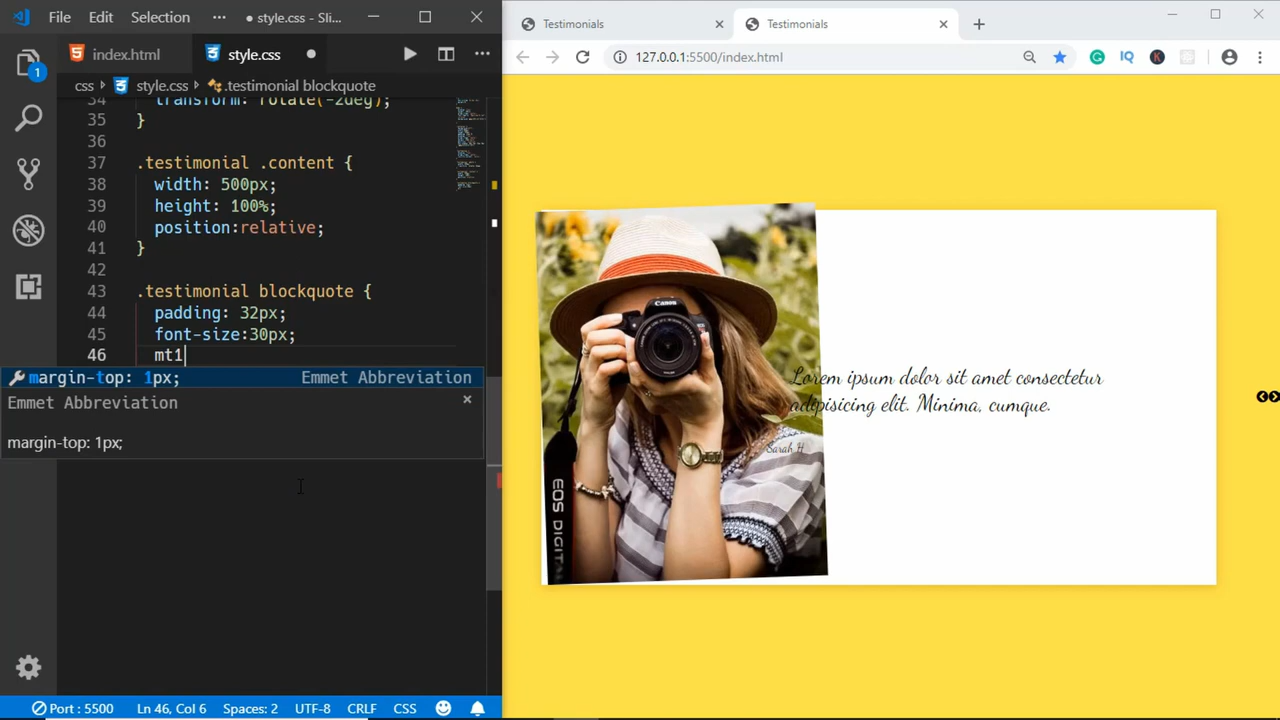 File Edit Selection ··· ● style.css - Sli...
index.html style.css ●
css > style.css > .testimonial blockquote
34 transform: rotate(-2deg);
35 }
36
37 .testimonial .content {
38 width: 500px;
39 height: 100%;
40 position:relative;
41 }
42
43 .testimonial blockquote {
44 padding: 32px;
45 font-size:30px;
46 mt1
margin-top: 1px; Emmet Abbreviation
Emmet Abbreviation
margin-top: 1px;
1
Port : 5500 Ln 46, Col 6 Spaces: 2 UTF-8 CRLF CSS
Testimonials Testimonials
127.0.0.1:5500/index.html
IQ K
Canon
EOS DIGIT
Lorem ipsum dolor sit amet consectetur
adipisicing elit. Minima, cumque.
Sarah H